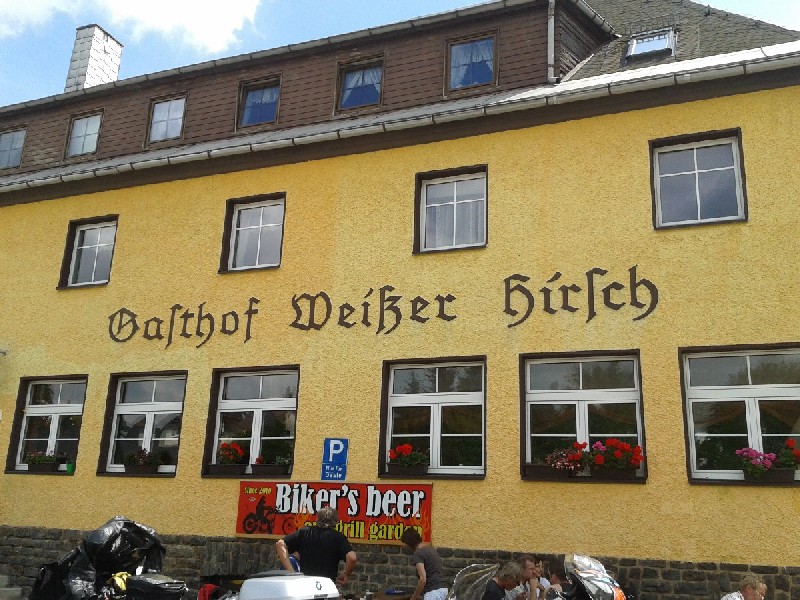 Gasthof Weißer Hirsch
P
Biker's beer
grill garden